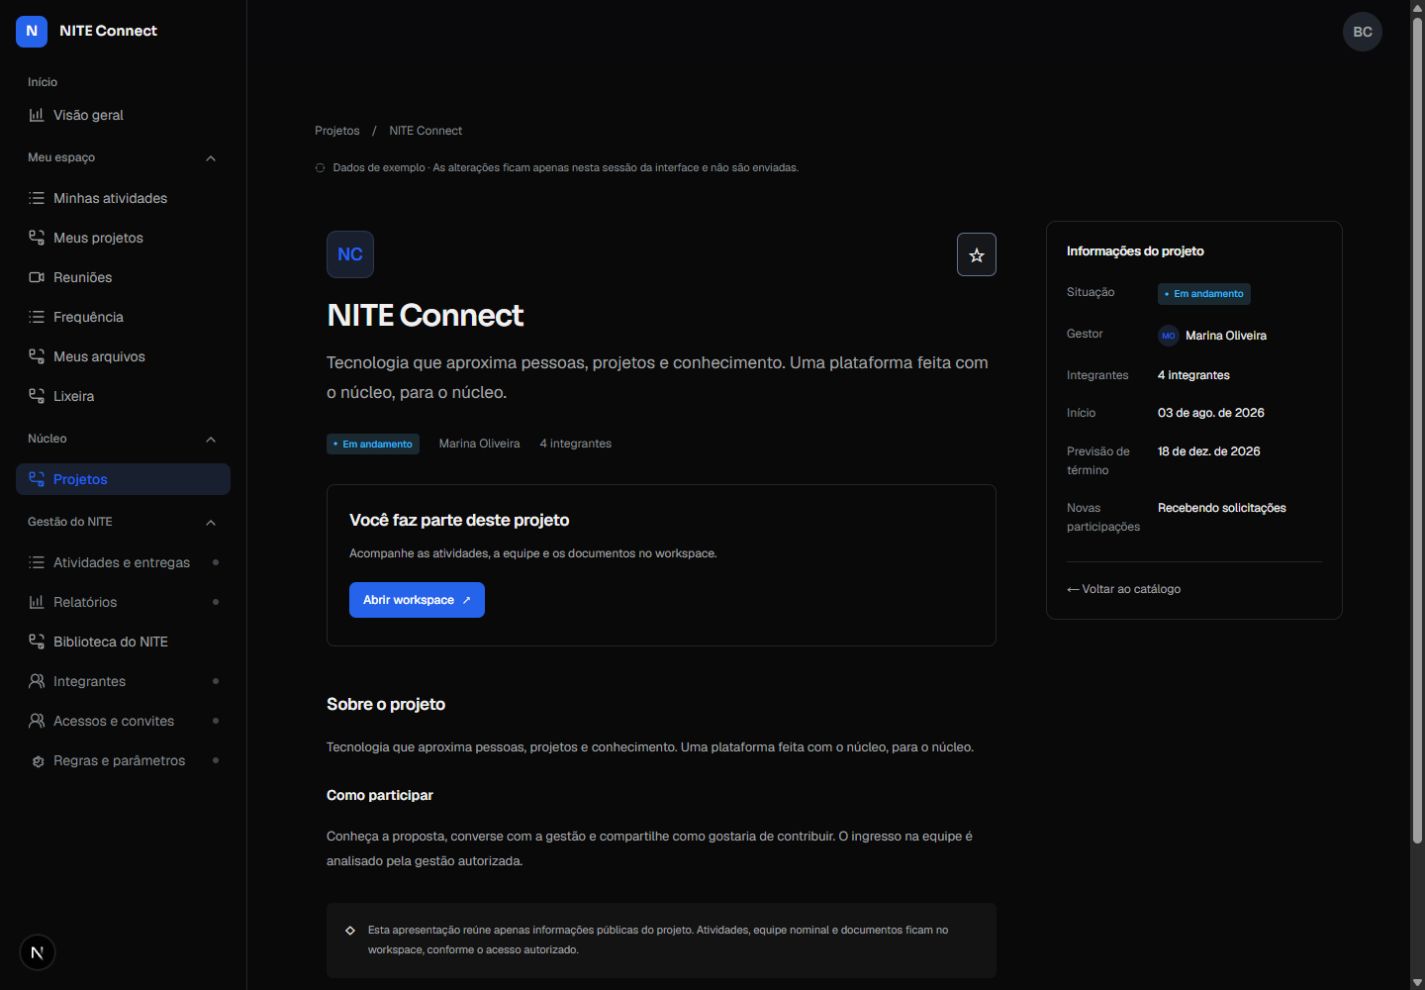 N
NITE Connect
BC
Início
Visão geral
Meu espaço
Minhas atividades
Meus projetos
Reuniões
Frequência
Meus arquivos
Lixeira
Núcleo
Projetos
Gestão do NITE
Atividades e entregas
Relatórios
Biblioteca do NITE
Integrantes
Acessos e convites
Regras e parâmetros
N
Projetos / NITE Connect
Dados de exemplo · As alterações ficam apenas nesta sessão da interface e não são enviadas.
NC
NITE Connect
Tecnologia que aproxima pessoas, projetos e conhecimento. Uma plataforma feita com
o núcleo, para o núcleo.
• Em andamento Marina Oliveira 4 integrantes
Você faz parte deste projeto
Acompanhe as atividades, a equipe e os documentos no workspace.
Abrir workspace ↗
Sobre o projeto
Tecnologia que aproxima pessoas, projetos e conhecimento. Uma plataforma feita com o núcleo, para o núcleo.
Como participar
Conheça a proposta, converse com a gestão e compartilhe como gostaria de contribuir. O ingresso na equipe é
analisado pela gestão autorizada.
Esta apresentação reúne apenas informações públicas do projeto. Atividades, equipe nominal e documentos ficam no
workspace, conforme o acesso autorizado.
Informações do projeto
Situação • Em andamento
Gestor MO Marina Oliveira
Integrantes 4 integrantes
Início 03 de ago. de 2026
Previsão de 18 de dez. de 2026
término
Novas Recebendo solicitações
participações
← Voltar ao catálogo